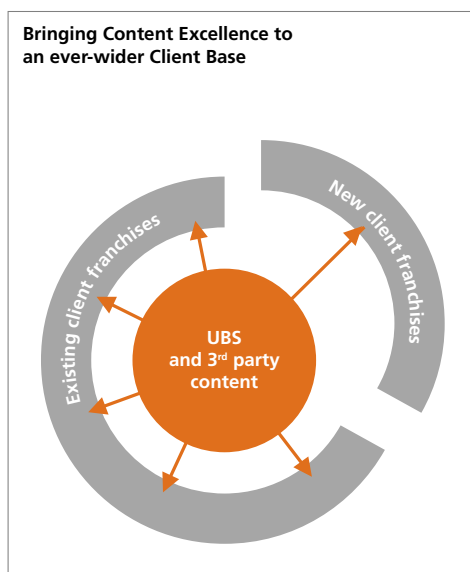 Bringing Content Excellence to
an ever-wider Client Base
New client franchises
Existing client franchises
UBS
and 3rd party
content